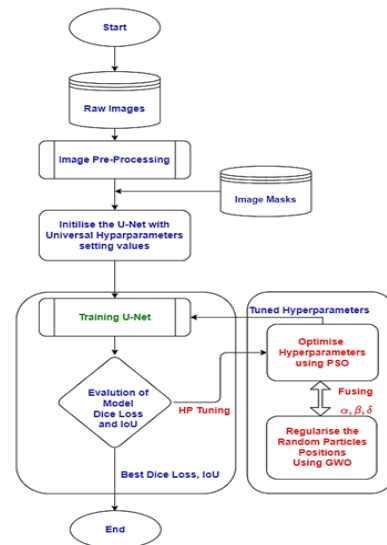 Start
Raw Images
Image Pre-Processing
Image Masks
Initilise the U-Net with
Universal Hyparparameters
setting values
Tuned Hyperparameters
Training U-Net
Optimise
Hyperparameters
using PSO
Evalution of
Model
Dice Loss
and IoU
HP Tuning
Fusing
α, β, δ
Regularise the
Random Particles
Positions
Using GWO
Best Dice Loss, IoU
End